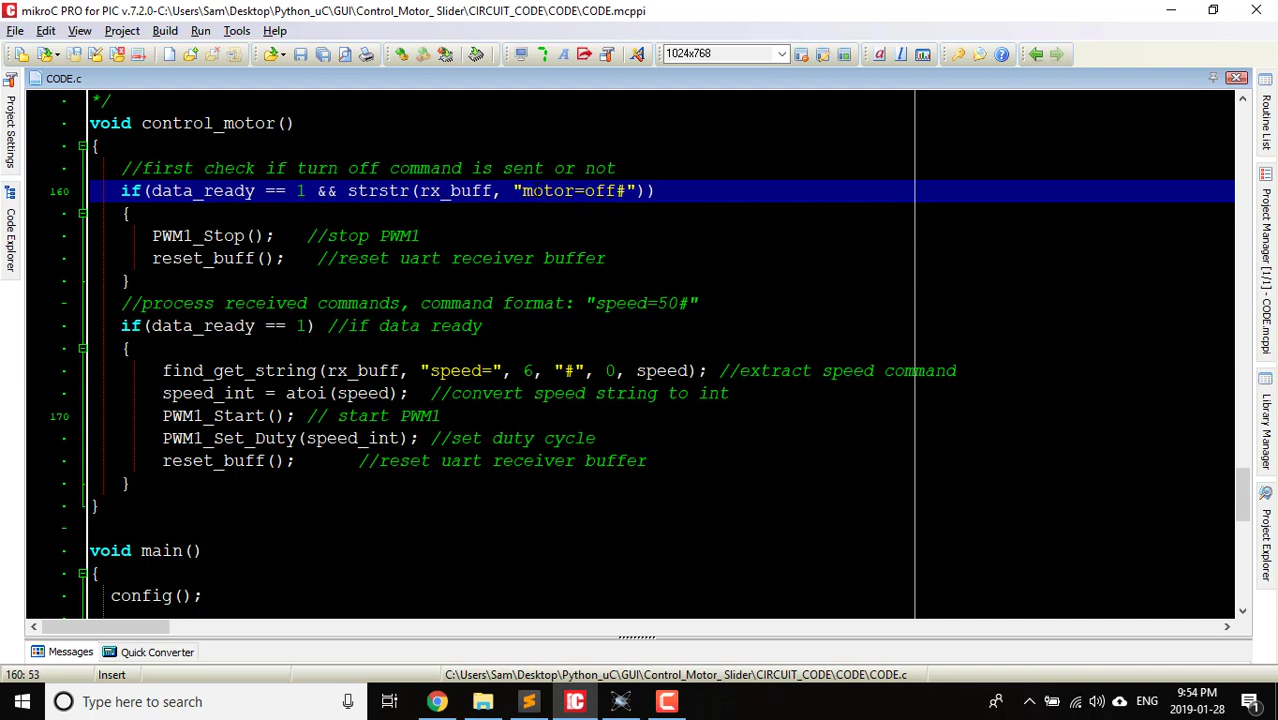 mikroC PRO for PIC v.7.2.0-C:\Users\Sam\Desktop\Python_uC\GUI\Control_Motor_ Slider\CIRCUIT_CODE\CODE\CODE.mcppi
File Edit View Project Build Run Tools Help
1024x768
CODE.c
*/
void control_motor()
{
//first check if turn off command is sent or not
160 if(data_ready == 1 && strstr(rx_buff, "motor=off#"))
{
PWM1_Stop(); //stop PWM1
reset_buff(); //reset uart receiver buffer
}
//process received commands, command format: "speed=50#"
if(data_ready == 1) //if data ready
{
find_get_string(rx_buff, "speed=", 6, "#", 0, speed); //extract speed command
speed_int = atoi(speed); //convert speed string to int
170 PWM1_Start(); // start PWM1
PWM1_Set_Duty(speed_int); //set duty cycle
reset_buff(); //reset uart receiver buffer
}
}
void main()
{
config();
Project Settings
Code Explorer
Routine List
Project Manager [1/1] - CODE.mcppi
Library Manager
Project Explorer
Messages Quick Converter
160: 53 Insert C:\Users\Sam\Desktop\Python_uC\GUI\Control_Motor_ Slider\CIRCUIT_CODE\CODE\CODE.c
Type here to search
ENG
9:54 PM
2019-01-28
1